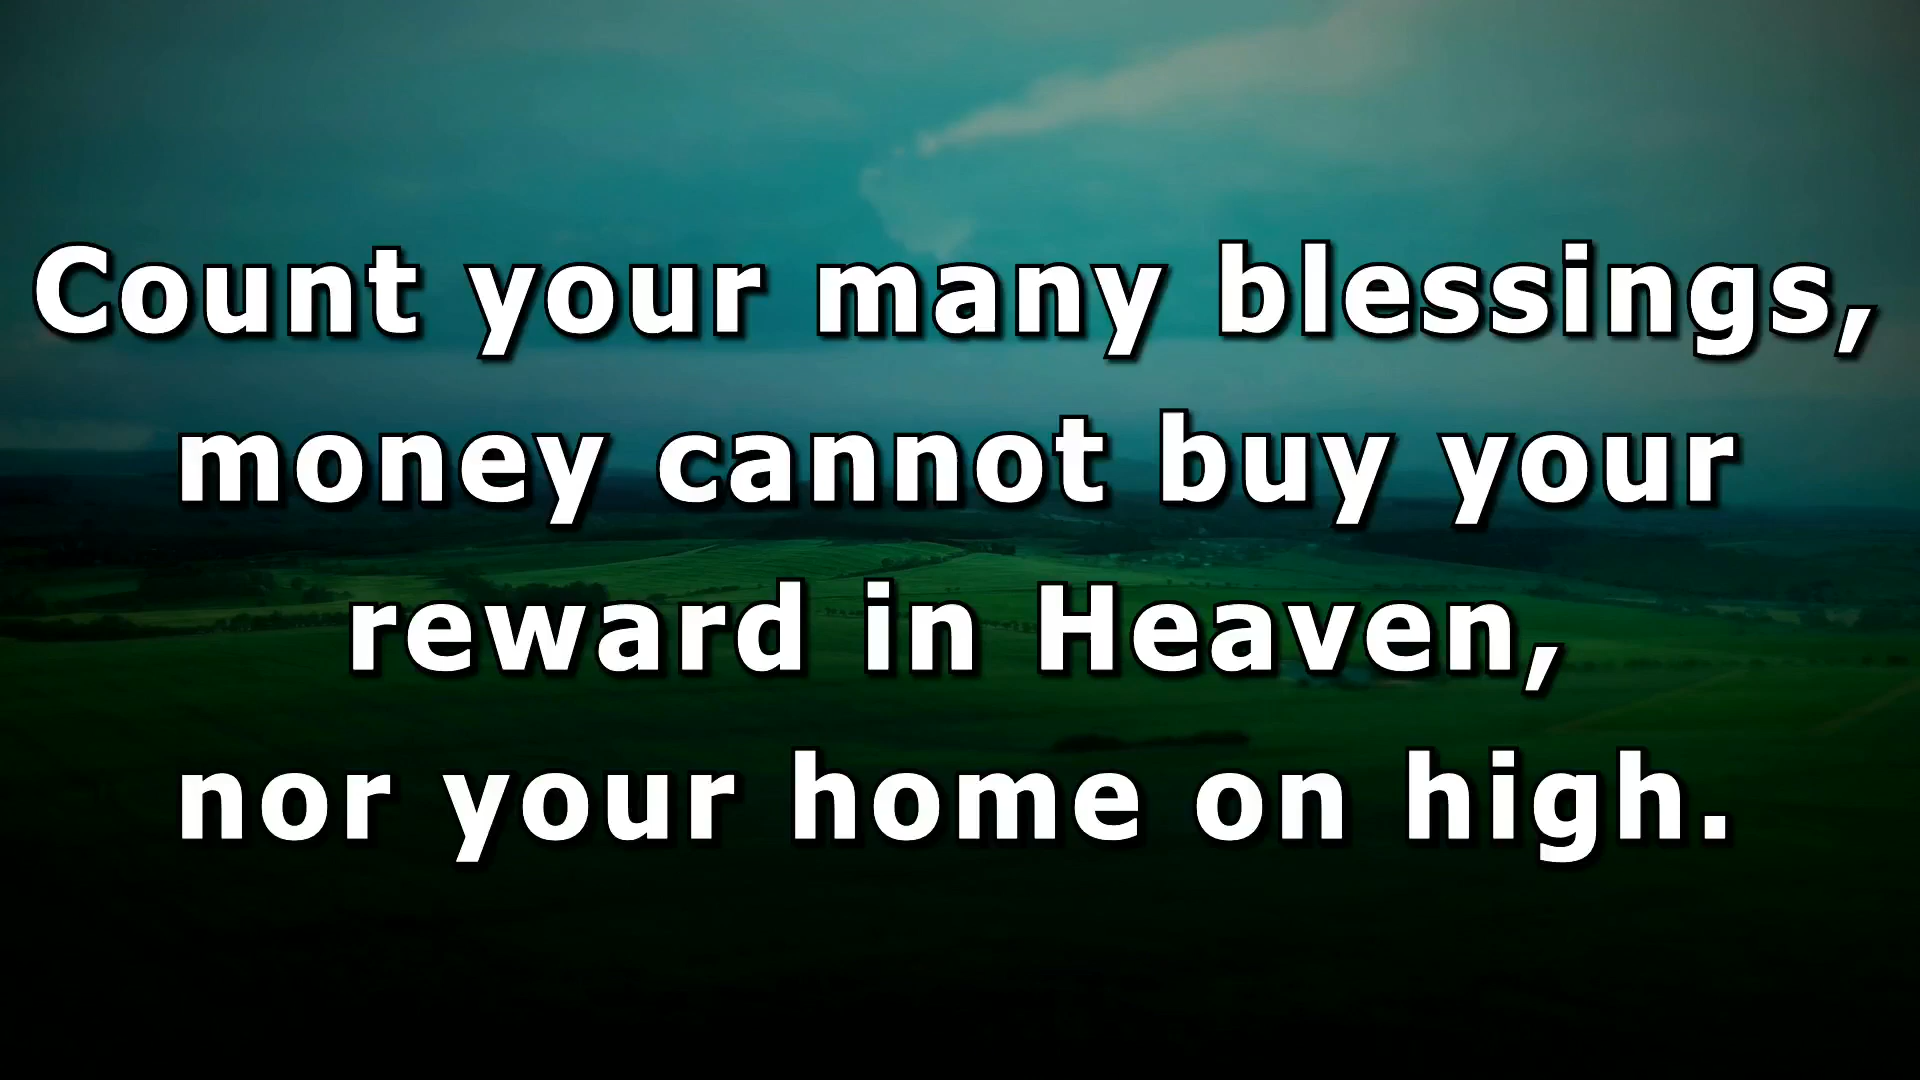 Count your many blessings,
money cannot buy your
reward in Heaven,
nor your home on high.